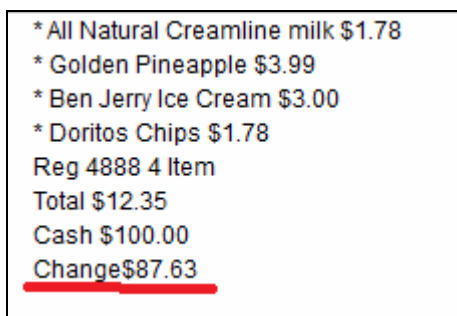 * All Natural Creamline milk $1.78
* Golden Pineapple $3.99
* Ben Jerry Ice Cream $3.00
* Doritos Chips $1.78
Reg 4888 4 Item
Total $12.35
Cash $100.00
Change$87.63